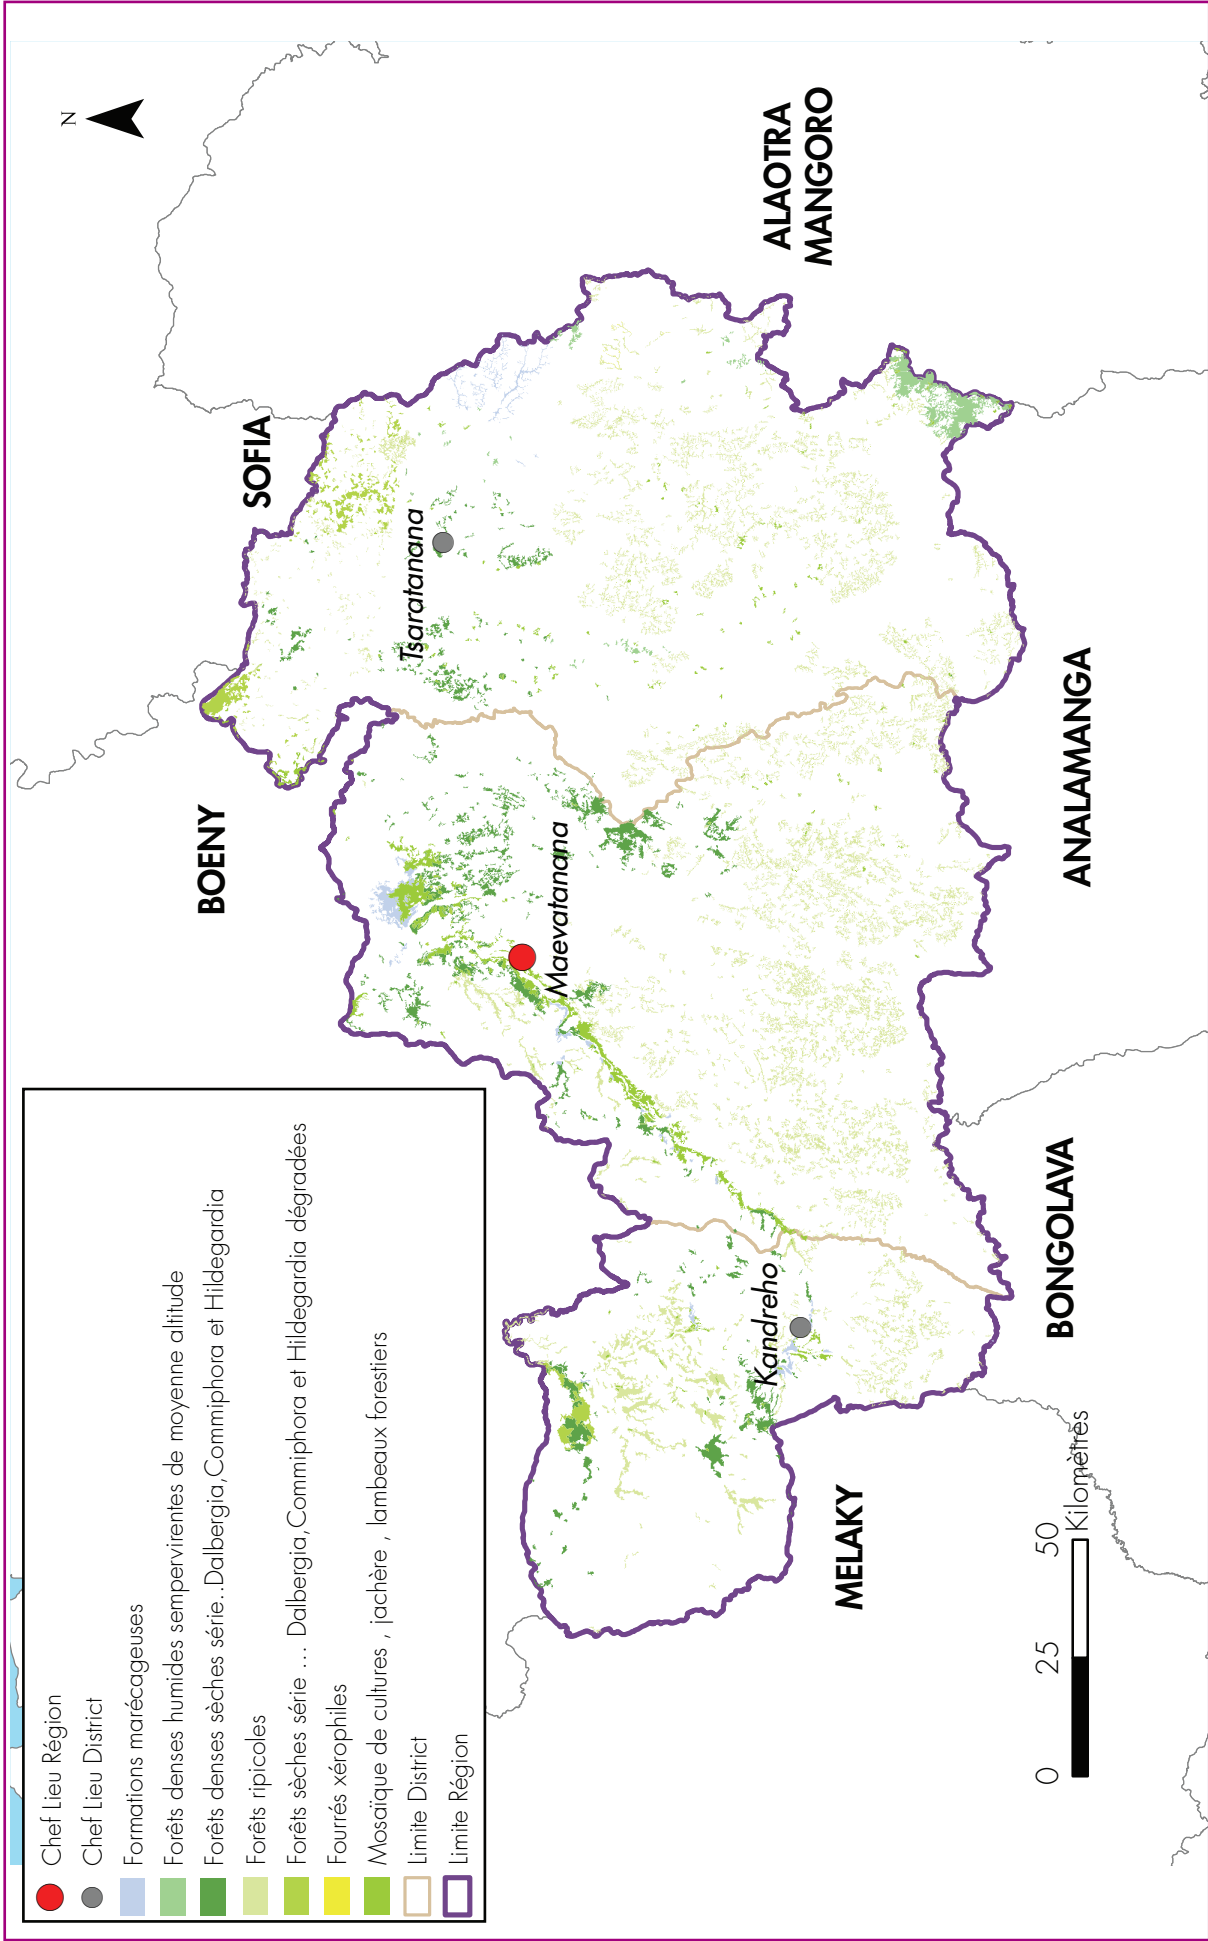 N
Chef Lieu Région
Chef Lieu District
Formations marécageuses
Forêts denses humides sempervirentes de moyenne altitude
Forêts denses sèches série..Dalbergia,Commiphora et Hildegardia
Forêts ripicoles
Forêts sèches série ... Dalbergia,Commiphora et Hildegardia dégradées
Fourrés xérophiles
Mosaïque de cultures , jachère , lambeaux forestiers
Limite District
Limite Région
SOFIA
BOENY
Tsaratanana
ALAOTRA
MANGORO
Maevatanana
Kandreho
MELAKY
BONGOLAVA
ANALAMANGA
0 25 50
Kilomètres